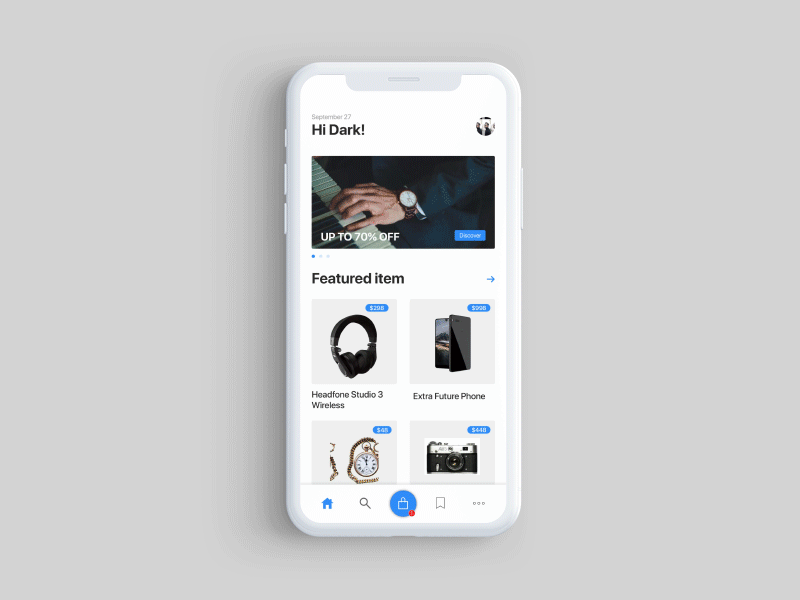 September 27
Hi Dark!
UP TO 70% OFF
Discover
Featured item
$298
$998
Headfone Studio 3
Wireless
Extra Future Phone
$48
$448